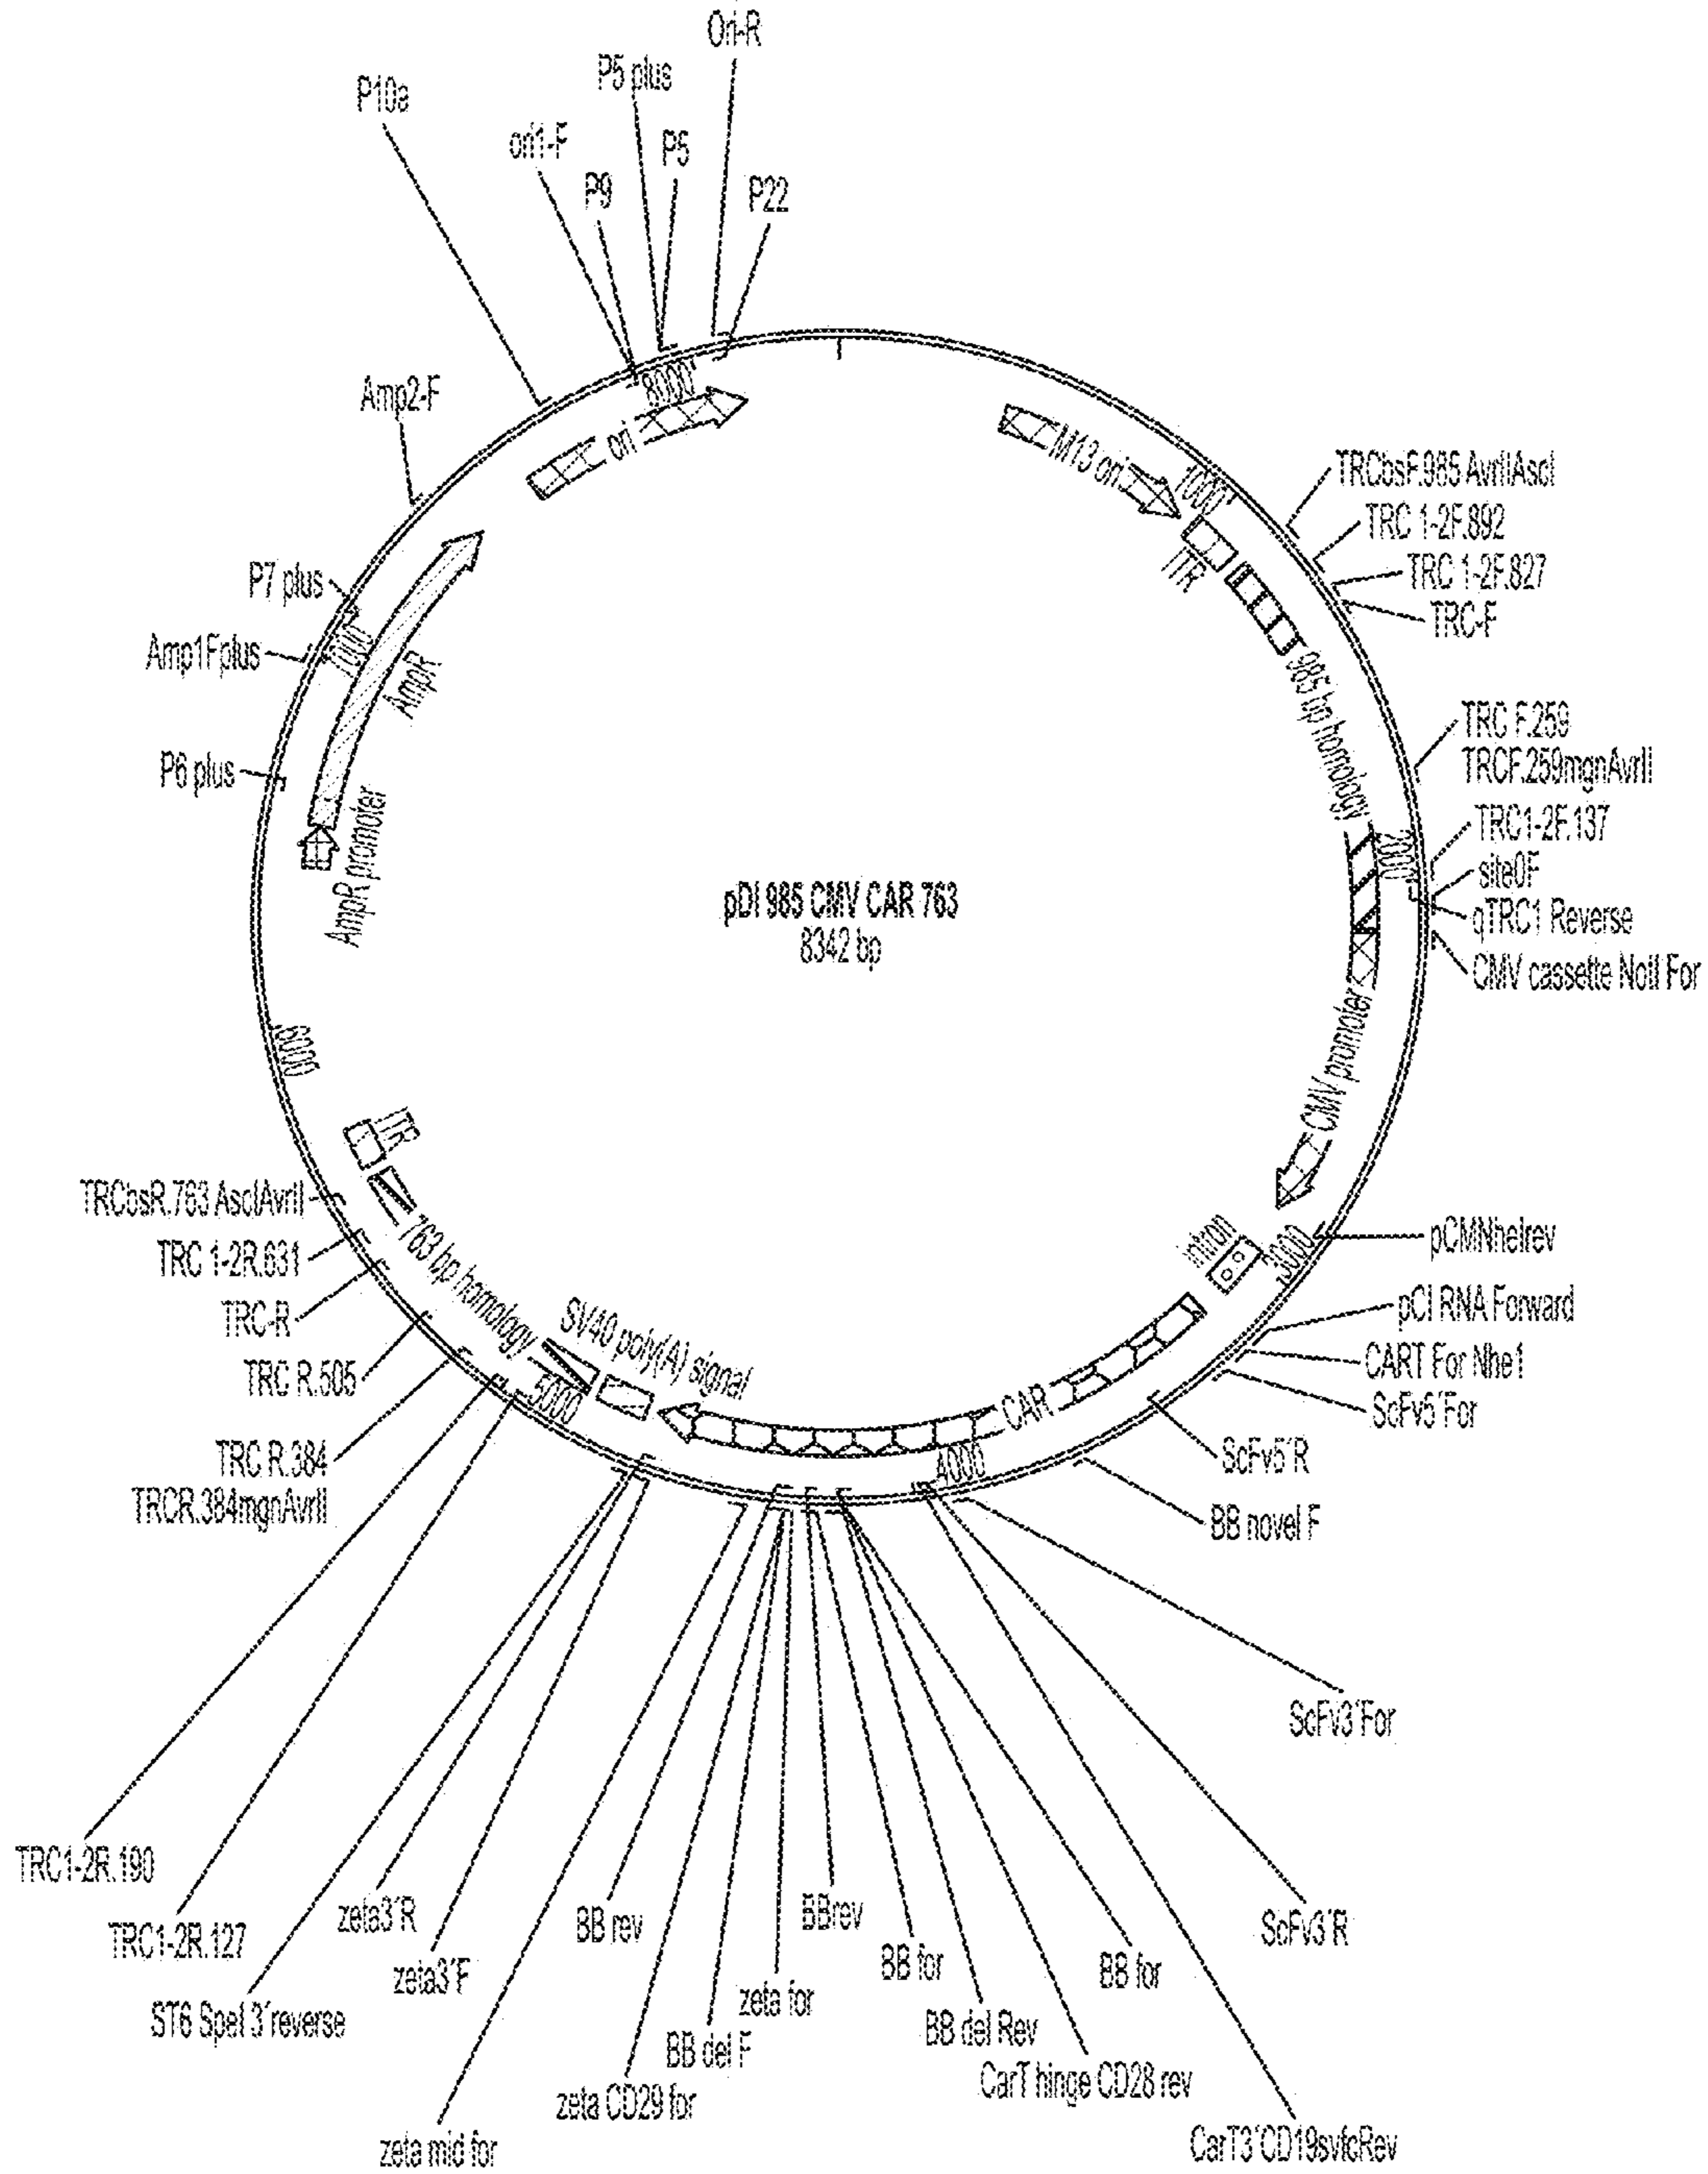 Ori-R
P5 plus
P10a
ori1-F
P5
P9
P22
Amp2-F
8000
ori
M13 ori
1000
ITR
TRCbsF.985 AvrIIAscI
TRC 1-2F.892
TRC 1-2F.827
TRC-F
P7 plus
Amp1Fplus
7000
AmpR
985 bp homology
TRC F.259
TRCF.259mgnAvrII
P6 plus
AmpR promoter
TRC1-2F.137
2000
site0F
qTRC1 Reverse
CMV cassette NotI For
pDI 985 CMV CAR 763
8342 bp
6000
CMV promoter
ITR
TRCbsR.763 AscIAvrII
TRC 1-2R.631
TRC-R
TRC R.505
TRC R.384
TRCR.384mgnAvrII
763 bp homology
SV40 poly(A) signal
5000
intron
3000
pCMNheIrev
pCI RNA Forward
CART For Nhe1
ScFv5'For
CAR
4000
ScFv5'R
BB novel F
ScFv3'For
TRC1-2R.190
TRC1-2R.127
ST6 SpeI 3'reverse
zeta3'R
zeta3'F
zeta mid for
BB rev
zeta CD29 for
BB del F
zeta for
BBrev
BB for
BB del Rev
CarT hinge CD28 rev
BB for
ScFv3'R
CarT3'CD19svfcRev